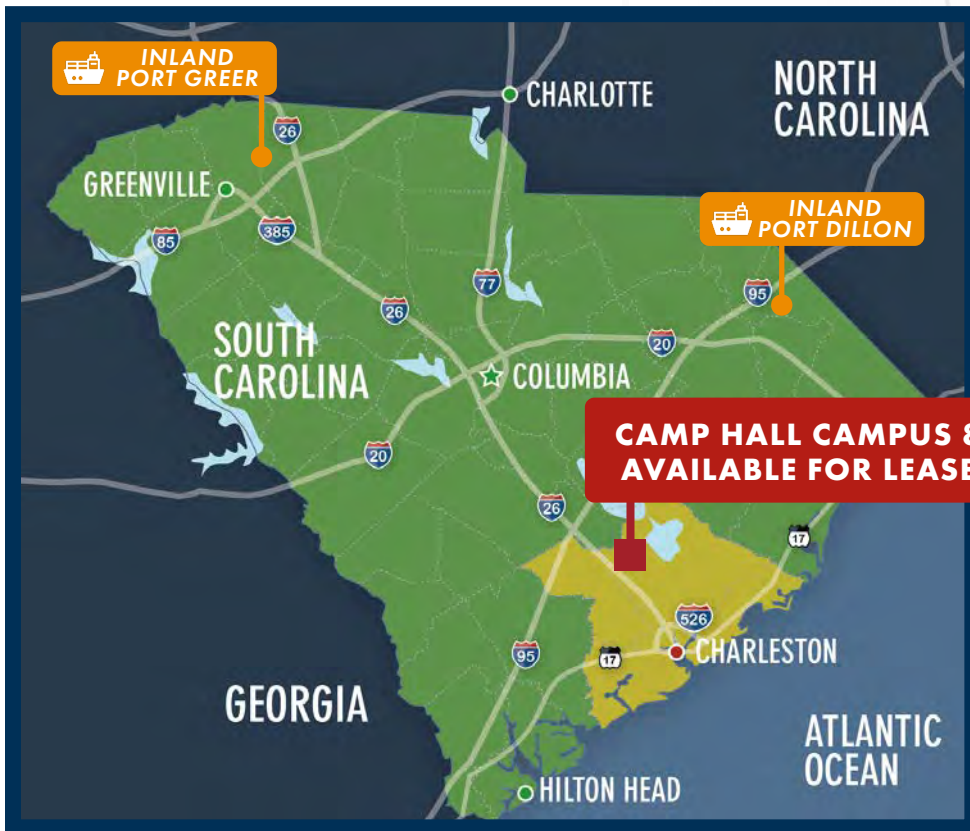 INLAND
PORT GREER
CHARLOTTE
NORTH
CAROLINA
26
GREENVILLE
INLAND
PORT DILLON
385
85
77
95
26
20
SOUTH
CAROLINA
COLUMBIA
CAMP HALL CAMPUS &
AVAILABLE FOR LEASE
20
26
17
526
95
17
CHARLESTON
GEORGIA
ATLANTIC
OCEAN
HILTON HEAD